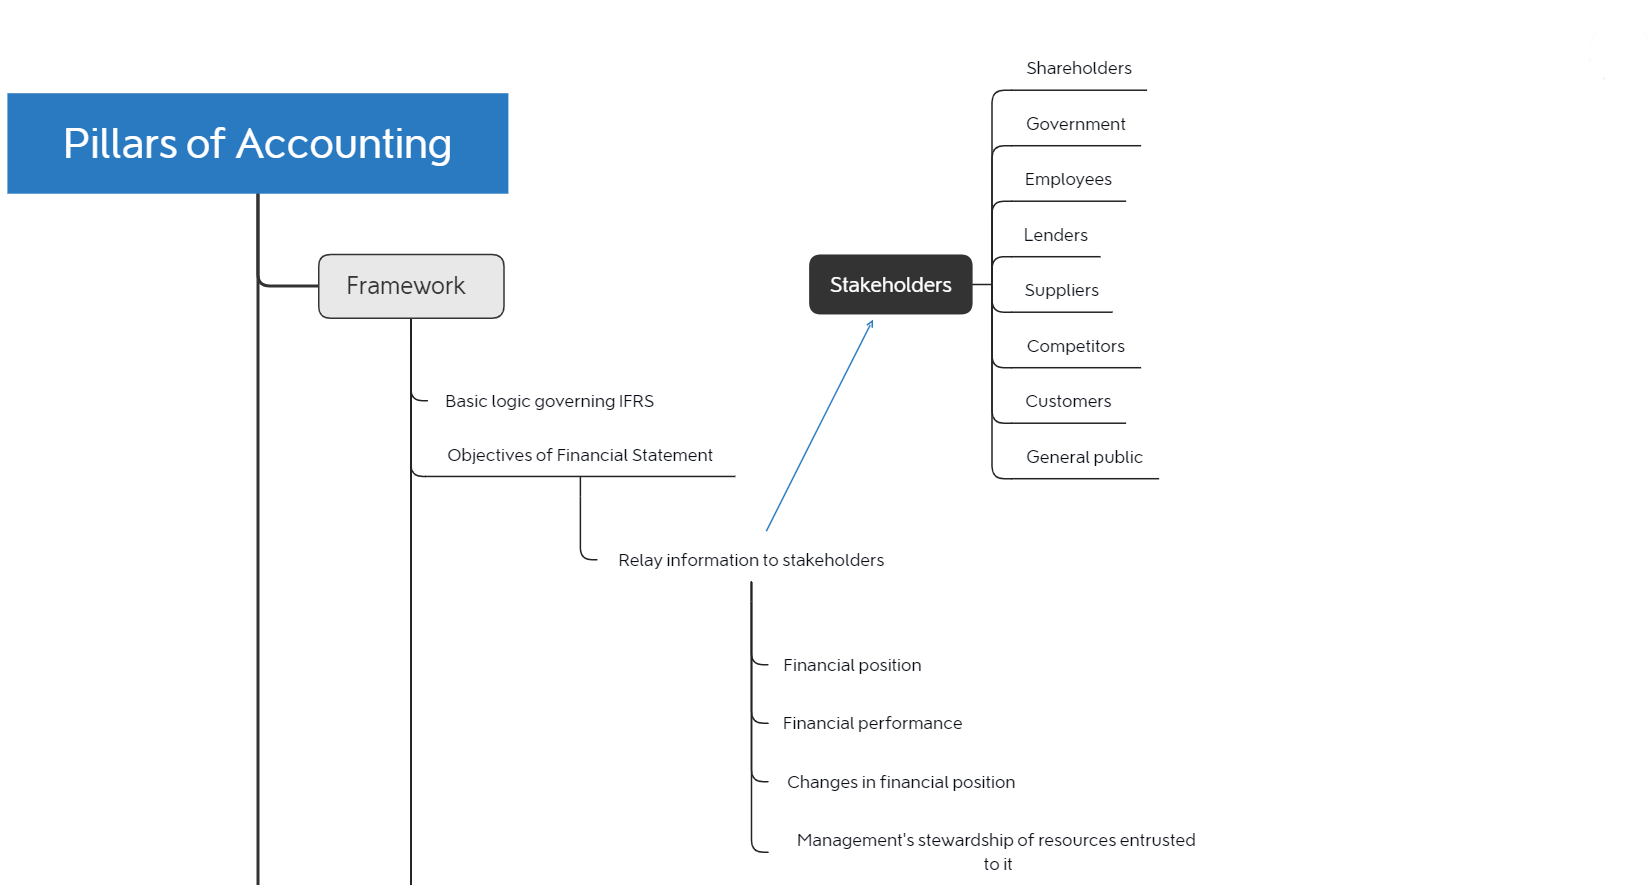 Pillars of Accounting
Framework
Basic logic governing IFRS
Objectives of Financial Statement
Relay information to stakeholders
Financial position
Financial performance
Changes in financial position
Management's stewardship of resources entrusted
to it
Stakeholders
Shareholders
Government
Employees
Lenders
Suppliers
Competitors
Customers
General public